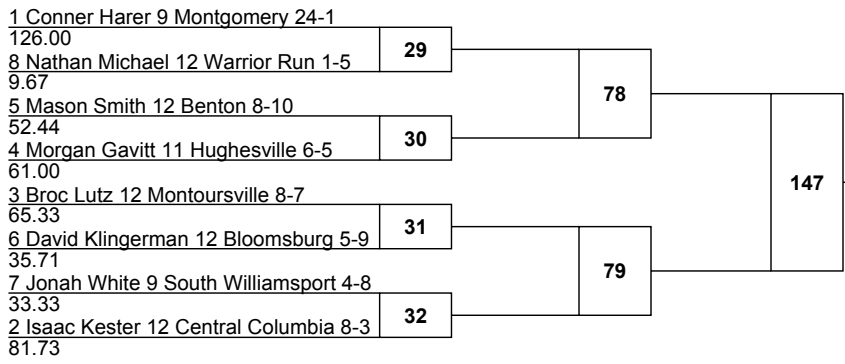 1 Conner Harer 9 Montgomery 24-1
126.00
29
8 Nathan Michael 12 Warrior Run 1-5
9.67
78
5 Mason Smith 12 Benton 8-10
52.44
30
4 Morgan Gavitt 11 Hughesville 6-5
61.00
147
3 Broc Lutz 12 Montoursville 8-7
65.33
31
6 David Klingerman 12 Bloomsburg 5-9
35.71
79
7 Jonah White 9 South Williamsport 4-8
33.33
32
2 Isaac Kester 12 Central Columbia 8-3
81.73